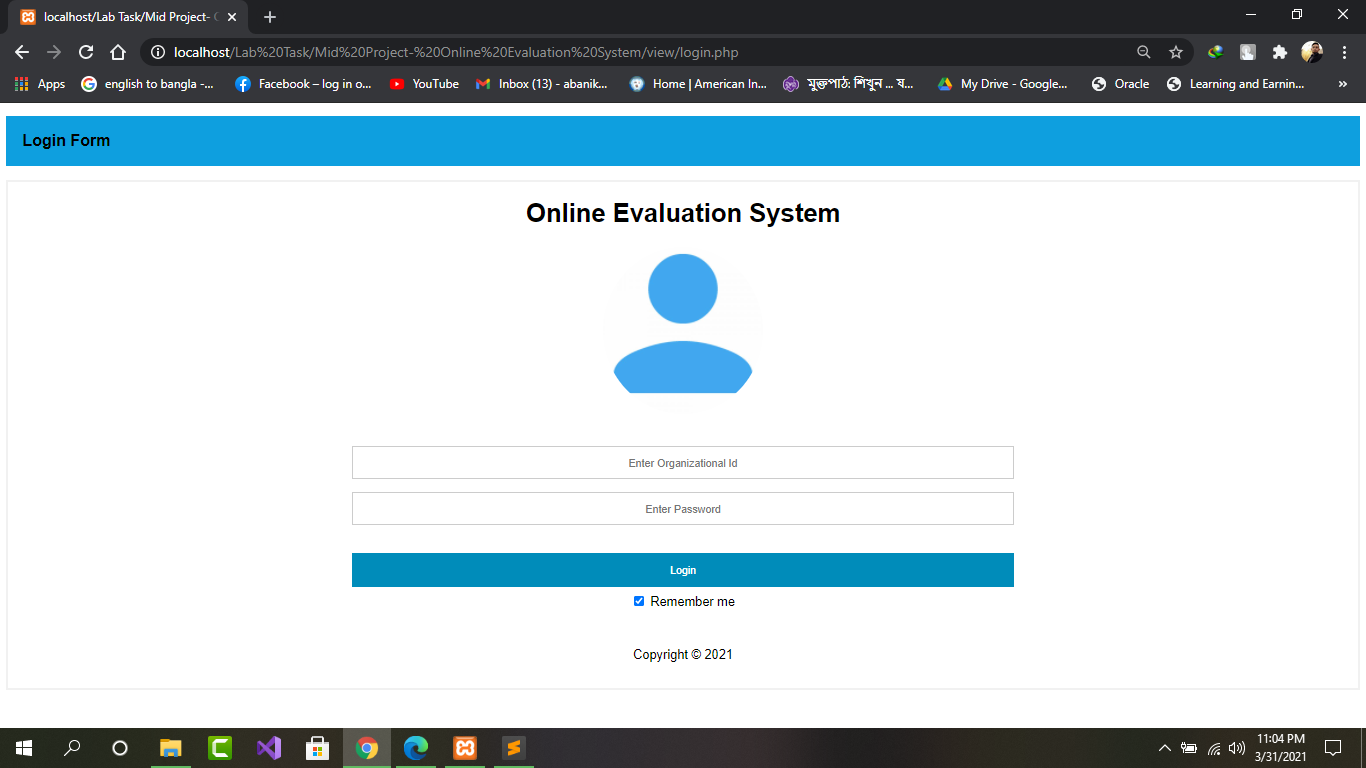 localhost/Lab Task/Mid Project-
localhost/Lab%20Task/Mid%20Project-%20Online%20Evaluation%20System/view/login.php
Apps
english to bangla -...
Facebook – log in o...
YouTube
Inbox (13) - abanik...
Home | American In...
মুক্তপাঠ: শিখুন ... য...
My Drive - Google...
Oracle
Learning and Earnin...
Login Form
Online Evaluation System
Enter Organizational Id
Enter Password
Login
Remember me
Copyright © 2021
11:04 PM
3/31/2021